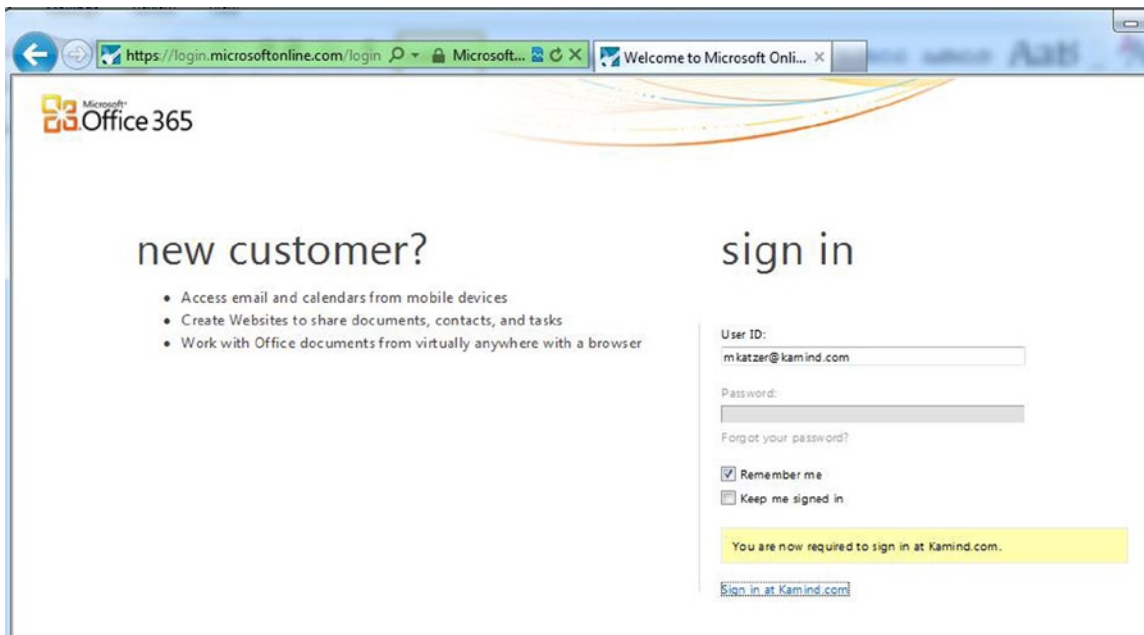 https://login.microsoftonline.com/login
Microsoft...
Welcome to Microsoft Onli...
AaB
Microsoft®
Office 365
new customer?
sign in
• Access email and calendars from mobile devices
• Create Websites to share documents, contacts, and tasks
• Work with Office documents from virtually anywhere with a browser
User ID:
mkatzer@kamind.com
Password:
Forgot your password?
Remember me
Keep me signed in
You are now required to sign in at Kamind.com.
Sign in at Kamind.com